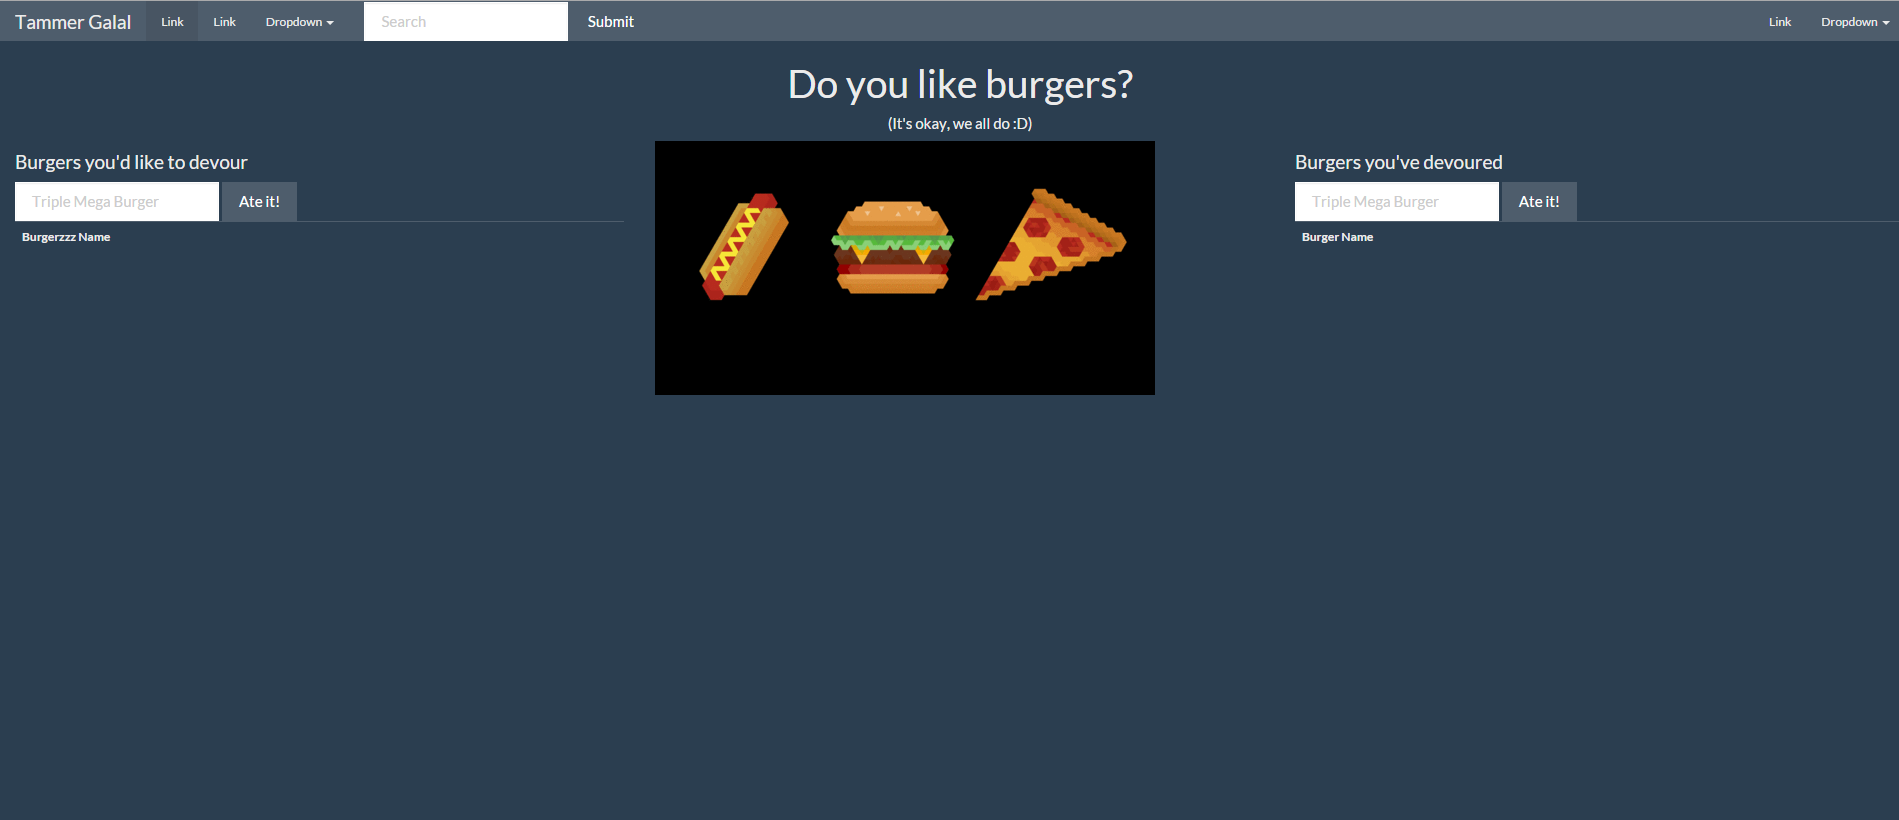 Tammer Galal Link Link Dropdown Search Submit Link Dropdown
Do you like burgers?
(It's okay, we all do :D)
Burgers you'd like to devour
Triple Mega Burger Ate it!
Burgerzzz Name
Burgers you've devoured
Triple Mega Burger Ate it!
Burger Name